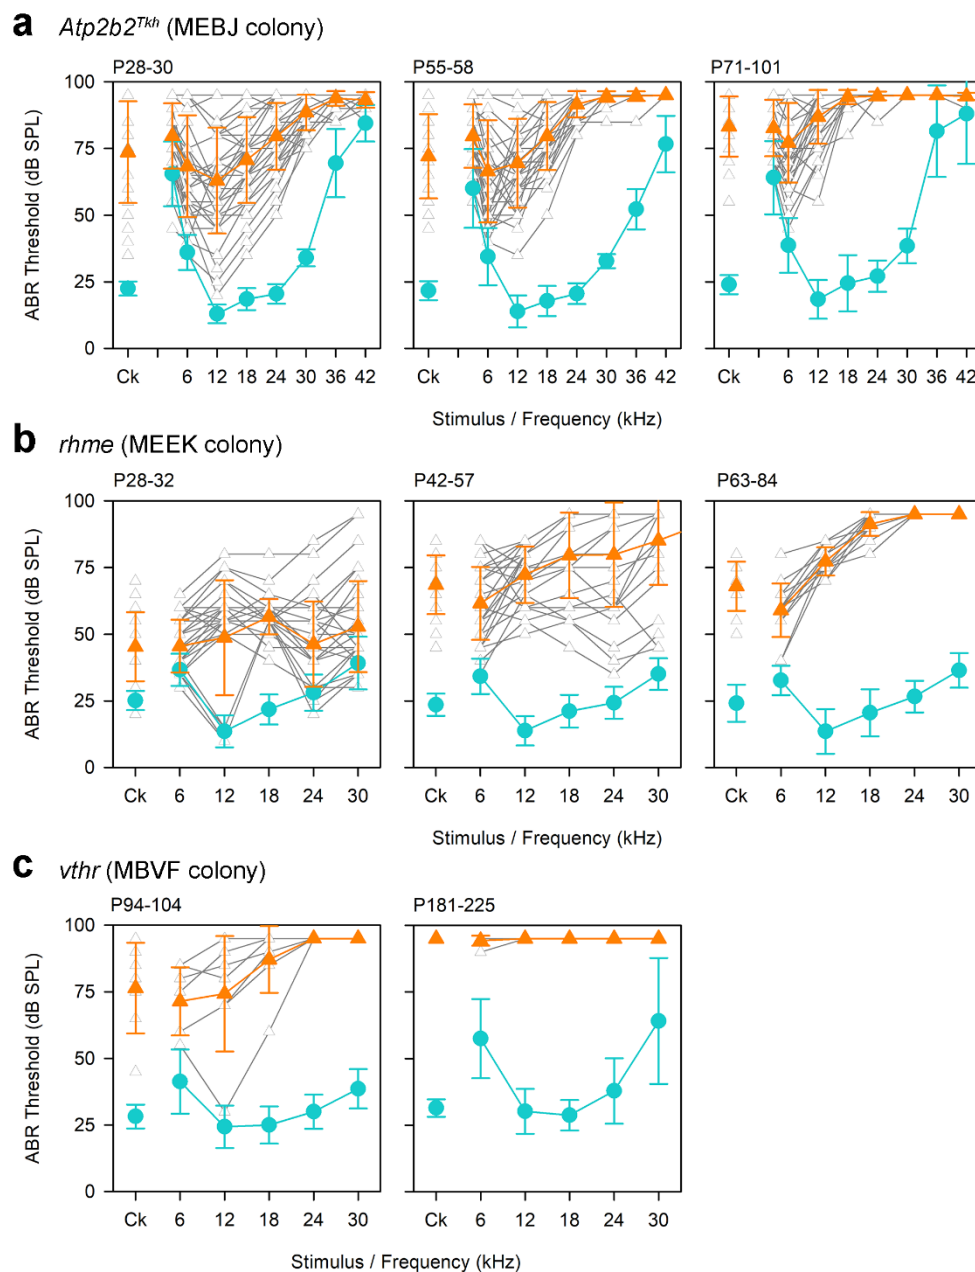 a Atp2b2Tkh (MEBJ colony)
P28-30 P55-58 P71-101
100
75
50
25
0
ABR Threshold (dB SPL)
Ck 6 12 18 24 30 36 42 Ck 6 12 18 24 30 36 42 Ck 6 12 18 24 30 36 42
Stimulus / Frequency (kHz)
b rhme (MEEK colony)
P28-32 P42-57 P63-84
100
75
50
25
0
ABR Threshold (dB SPL)
Ck 6 12 18 24 30 Ck 6 12 18 24 30 Ck 6 12 18 24 30
Stimulus / Frequency (kHz)
c vthr (MBVF colony)
P94-104 P181-225
100
75
50
25
0
ABR Threshold (dB SPL)
Ck 6 12 18 24 30 Ck 6 12 18 24 30
Stimulus / Frequency (kHz)